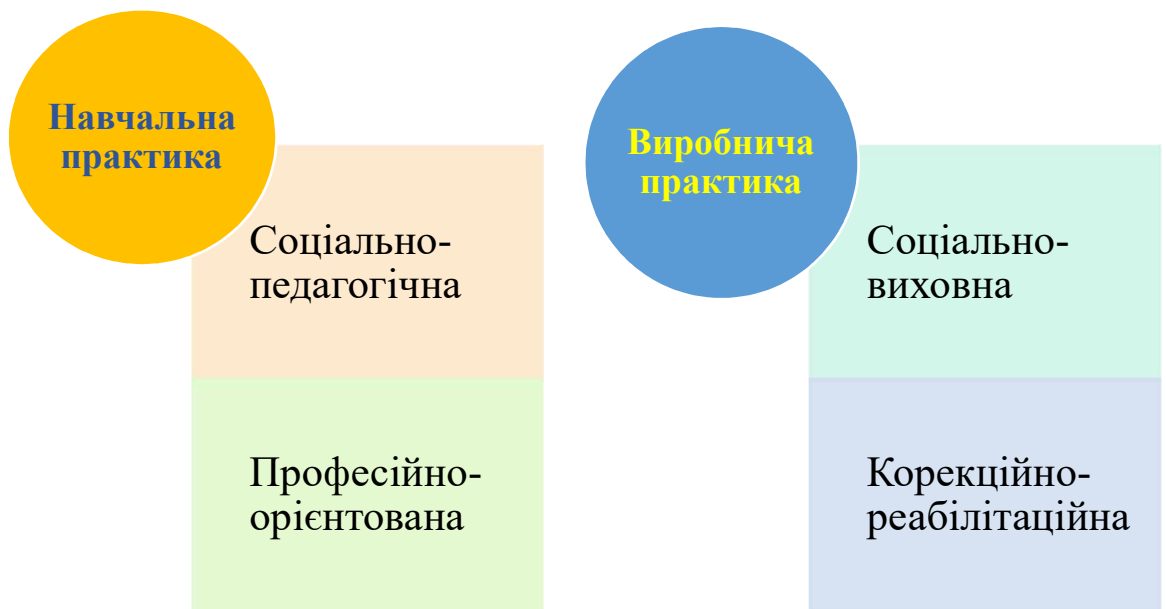 Навчальна
практика
Соціально-
педагогічна
Професійно-
орієнтована
Виробнича
практика
Соціально-
виховна
Корекційно-
реабілітаційна